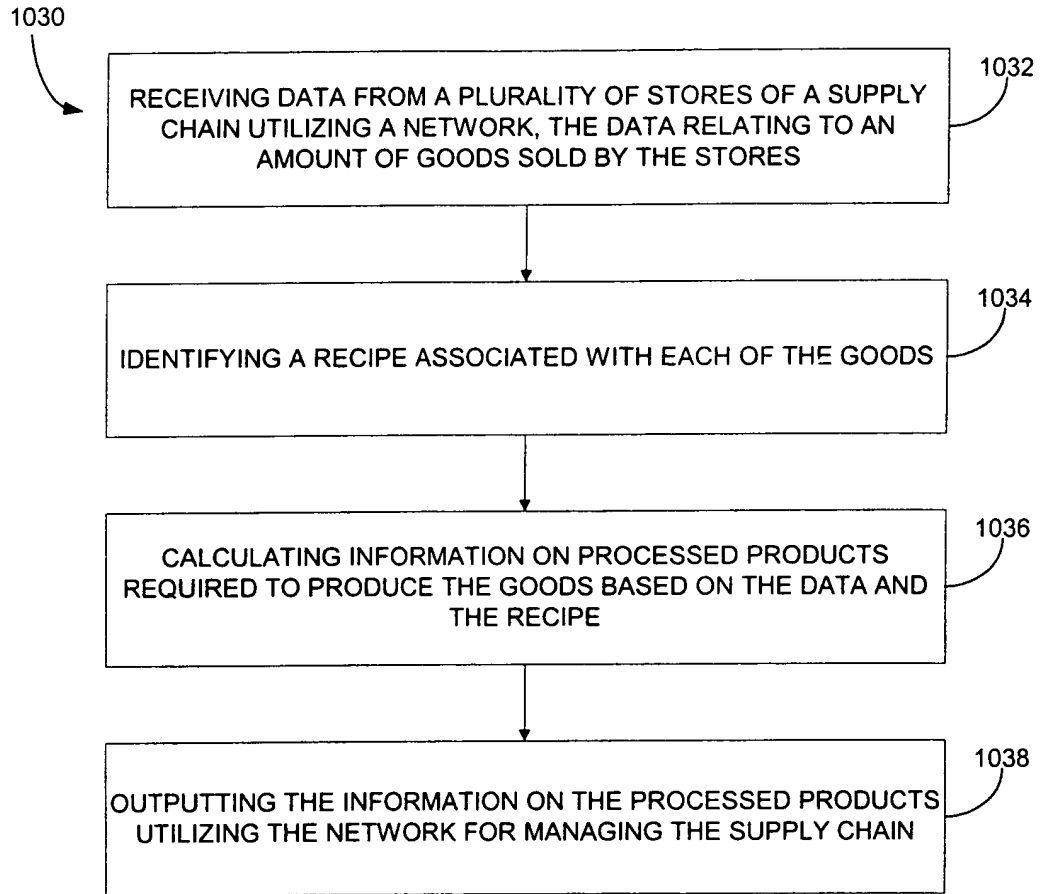 1030
1032
RECEIVING DATA FROM A PLURALITY OF STORES OF A SUPPLY
CHAIN UTILIZING A NETWORK, THE DATA RELATING TO AN
AMOUNT OF GOODS SOLD BY THE STORES
1034
IDENTIFYING A RECIPE ASSOCIATED WITH EACH OF THE GOODS
1036
CALCULATING INFORMATION ON PROCESSED PRODUCTS
REQUIRED TO PRODUCE THE GOODS BASED ON THE DATA AND
THE RECIPE
1038
OUTPUTTING THE INFORMATION ON THE PROCESSED PRODUCTS
UTILIZING THE NETWORK FOR MANAGING THE SUPPLY CHAIN